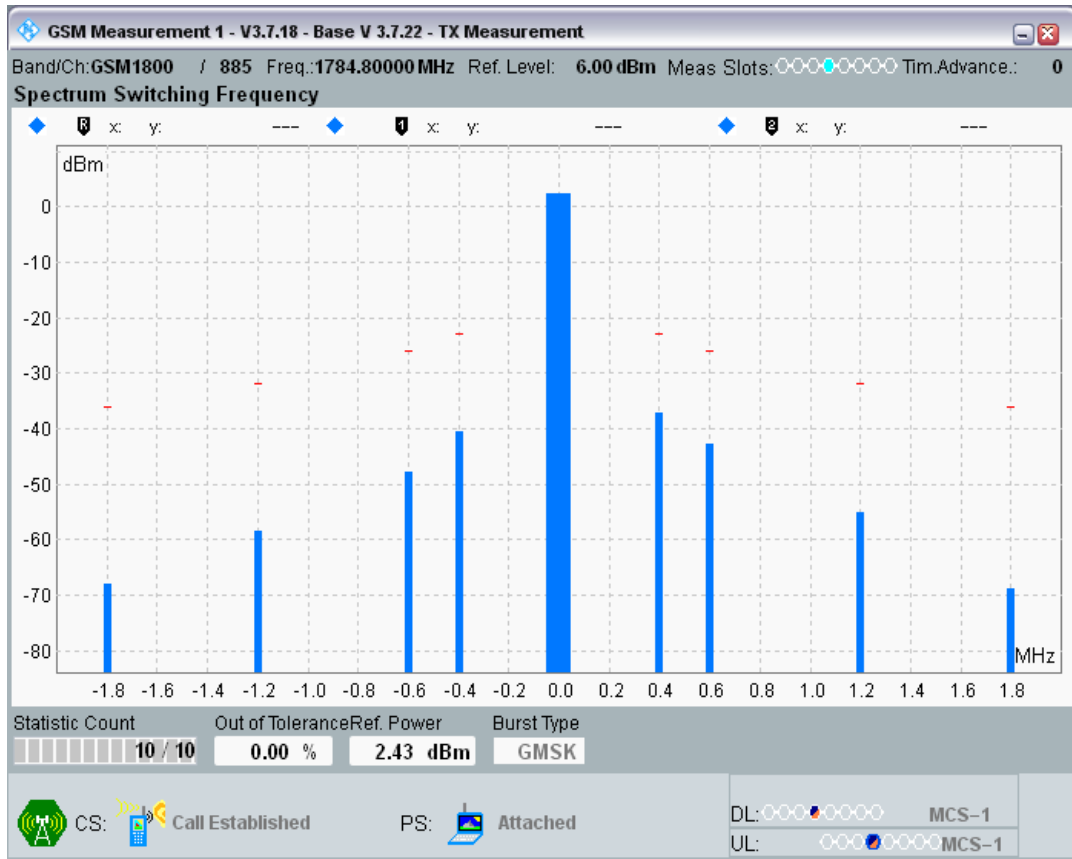 GSM Measurement 1 - V3.7.18 - Base V 3.7.22 - TX Measurement
Band/Ch:GSM1800 / 885 Freq.:1784.80000 MHz Ref. Level: 6.00 dBm Meas Slots: Tim.Advance.: 0
Spectrum Switching Frequency
R x: y: --- 1 x: y: --- 2 x: y: ---
dBm
0
-10
-20
-30
-40
-50
-60
-70
-80
MHz
-1.8 -1.6 -1.4 -1.2 -1.0 -0.8 -0.6 -0.4 -0.2 0.0 0.2 0.4 0.6 0.8 1.0 1.2 1.4 1.6 1.8
Statistic Count Out of Tolerance Ref. Power Burst Type
10 / 10 0.00 % 2.43 dBm GMSK
CS: Call Established PS: Attached
DL: MCS-1
UL: MCS-1